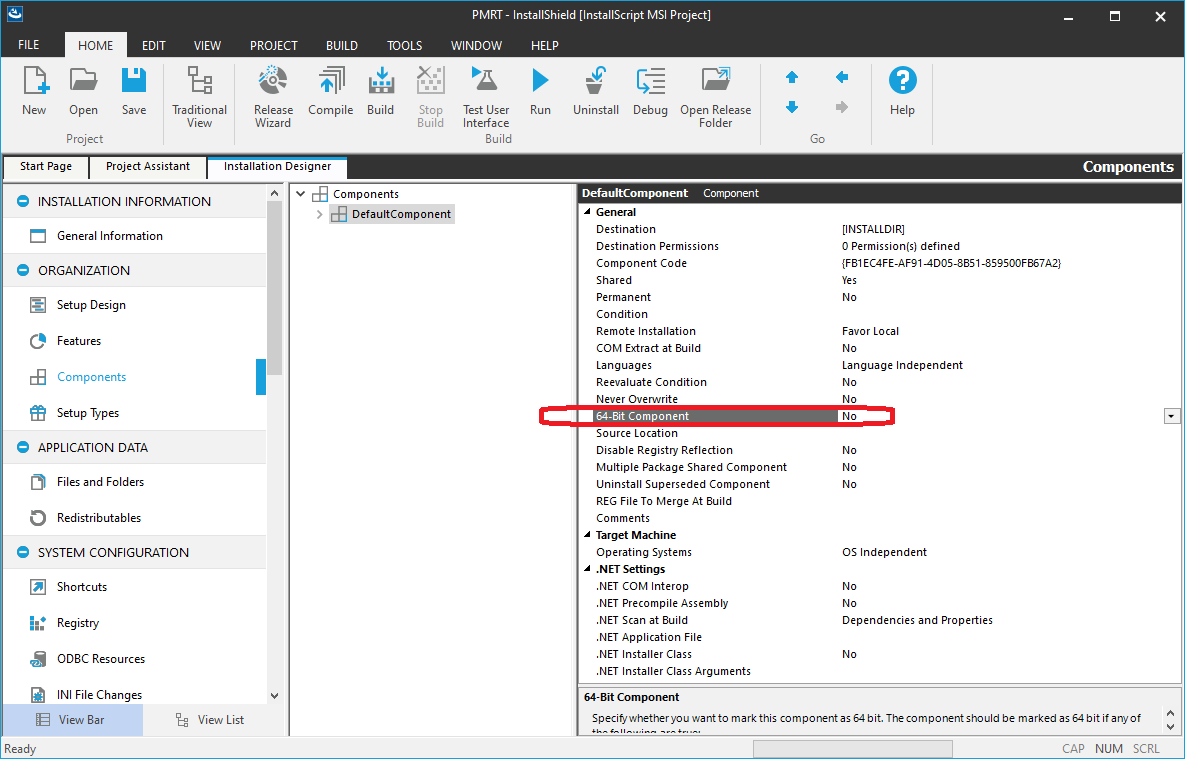 PMRT - InstallShield [InstallScript MSI Project]
FILE HOME EDIT VIEW PROJECT BUILD TOOLS WINDOW HELP
New Open Save Traditional View Release Wizard Compile Build Stop Build Test User Interface Run Uninstall Debug Open Release Folder Help
Project Build Go
Start Page Project Assistant Installation Designer Components
INSTALLATION INFORMATION
General Information
ORGANIZATION
Setup Design
Features
Components
Setup Types
APPLICATION DATA
Files and Folders
Redistributables
SYSTEM CONFIGURATION
Shortcuts
Registry
ODBC Resources
INI File Changes
View Bar View List
Components
DefaultComponent
DefaultComponent Component
General
Destination [INSTALLDIR]
Destination Permissions 0 Permission(s) defined
Component Code {FB1EC4FE-AF91-4D05-8B51-859500FB67A2}
Shared Yes
Permanent No
Condition
Remote Installation Favor Local
COM Extract at Build No
Languages Language Independent
Reevaluate Condition No
Never Overwrite No
64-Bit Component No
Source Location
Disable Registry Reflection No
Multiple Package Shared Component No
Uninstall Superseded Component No
REG File To Merge At Build
Comments
Target Machine
Operating Systems OS Independent
.NET Settings
.NET COM Interop No
.NET Precompile Assembly No
.NET Scan at Build Dependencies and Properties
.NET Application File
.NET Installer Class No
.NET Installer Class Arguments
64-Bit Component
Specify whether you want to mark this component as 64 bit. The component should be marked as 64 bit if any of
the following are true:
Ready CAP NUM SCRL